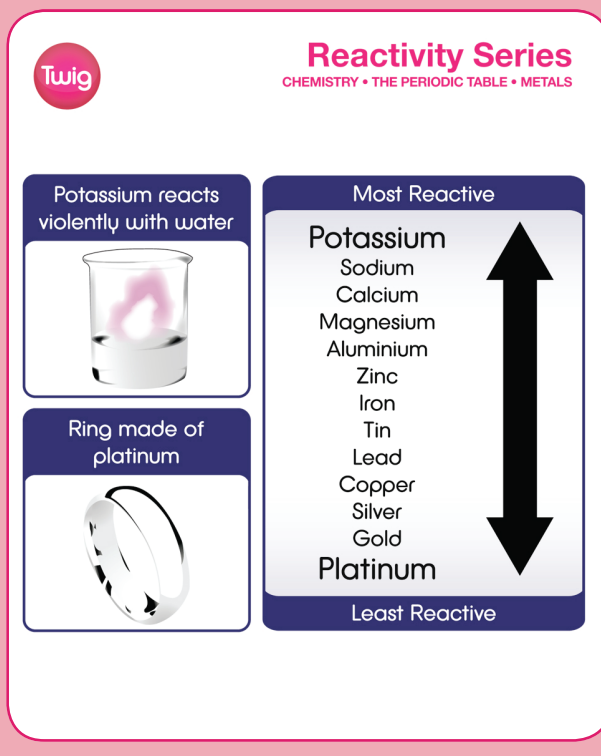 Twig
Reactivity Series
CHEMISTRY • THE PERIODIC TABLE • METALS
Potassium reacts
violently with water
Ring made of
platinum
Most Reactive
Potassium
Sodium
Calcium
Magnesium
Aluminium
Zinc
Iron
Tin
Lead
Copper
Silver
Gold
Platinum
Least Reactive